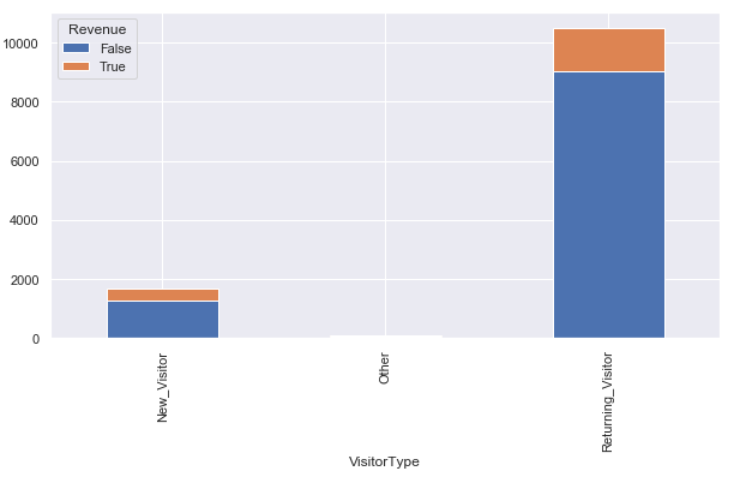 Revenue
False
True
10000
8000
6000
4000
2000
0
New_Visitor
Other
Returning_Visitor
VisitorType